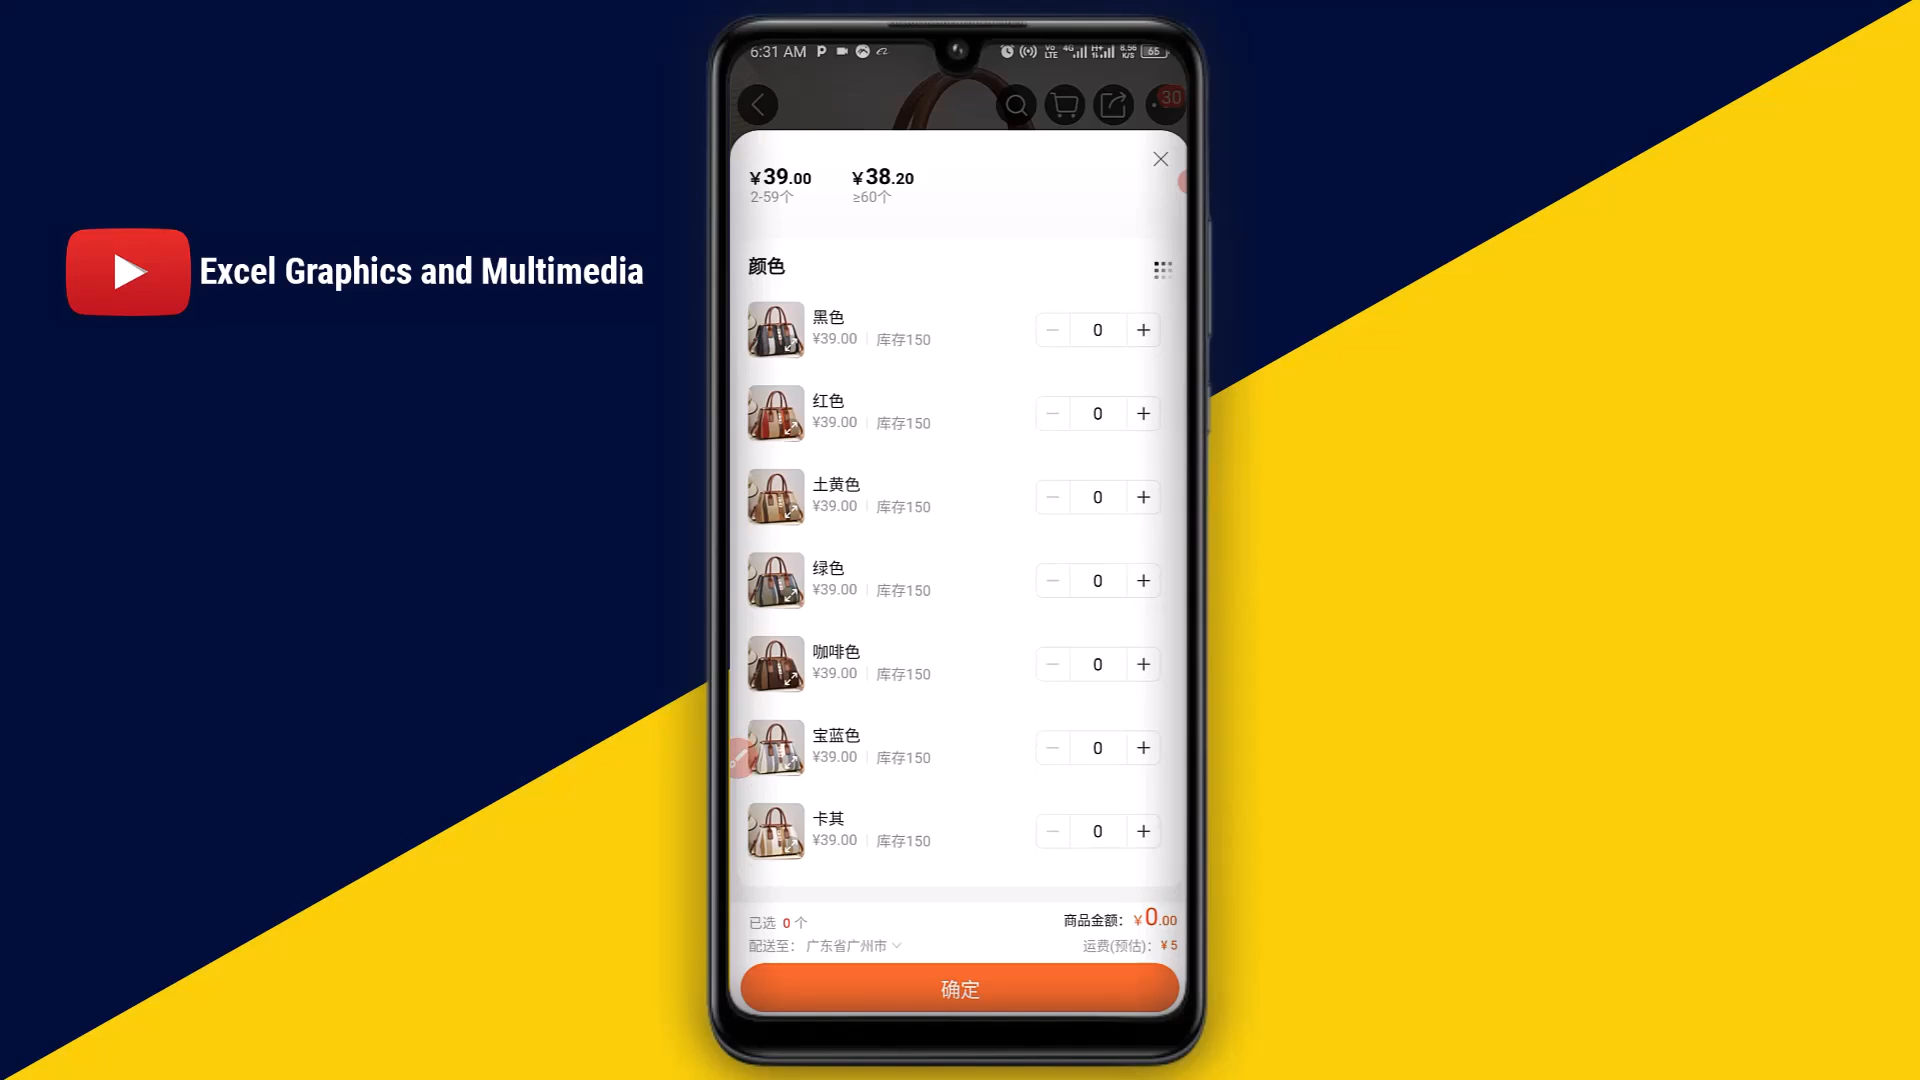 6:31 AM
Vo
LTE
4G
H+
8.56
K/S
65
30
Excel Graphics and Multimedia
¥39.00
¥38.20
2-59个
≥60个
颜色
黑色
¥39.00 库存150
0
红色
¥39.00 库存150
0
土黄色
¥39.00 库存150
0
绿色
¥39.00 库存150
0
咖啡色
¥39.00 库存150
0
宝蓝色
¥39.00 库存150
0
卡其
¥39.00 库存150
0
已选 0 个
商品金额：¥0.00
配送至：广东省广州市
运费(预估)：¥5
确定